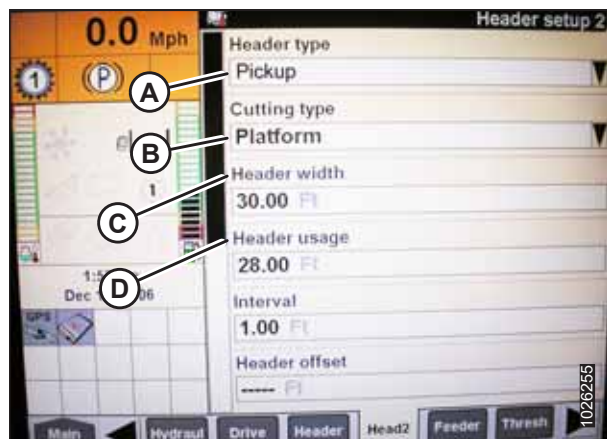 0.0 Mph
Header setup 2
1
P
Header type
Pickup
A
Cutting type
Platform
B
Header width
30.00 Ft
1
C
Header usage
28.00 Ft
D
Dec
06
Interval
1.00 Ft
GPS
Header offset
----- Ft
1026255
Main
Hydraul
Drive
Header
Head2
Feeder
Thresh